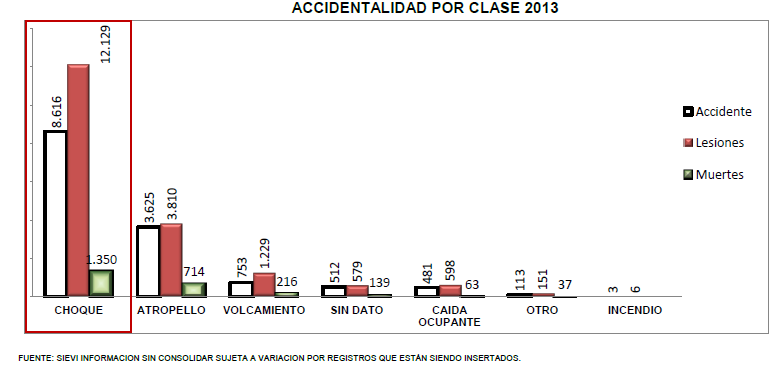 ACCIDENTALIDAD POR CLASE 2013
12.129
8.616
1.350
3.625
3.810
714
753
1.229
216
512
579
139
481
598
63
113
151
37
3
6
Accidente
Lesiones
Muertes
CHOQUE
ATROPELLO
VOLCAMIENTO
SIN DATO
CAIDA
OCUPANTE
OTRO
INCENDIO
FUENTE: SIEVI INFORMACION SIN CONSOLIDAR SUJETA A VARIACION POR REGISTROS QUE ESTÁN SIENDO INSERTADOS.